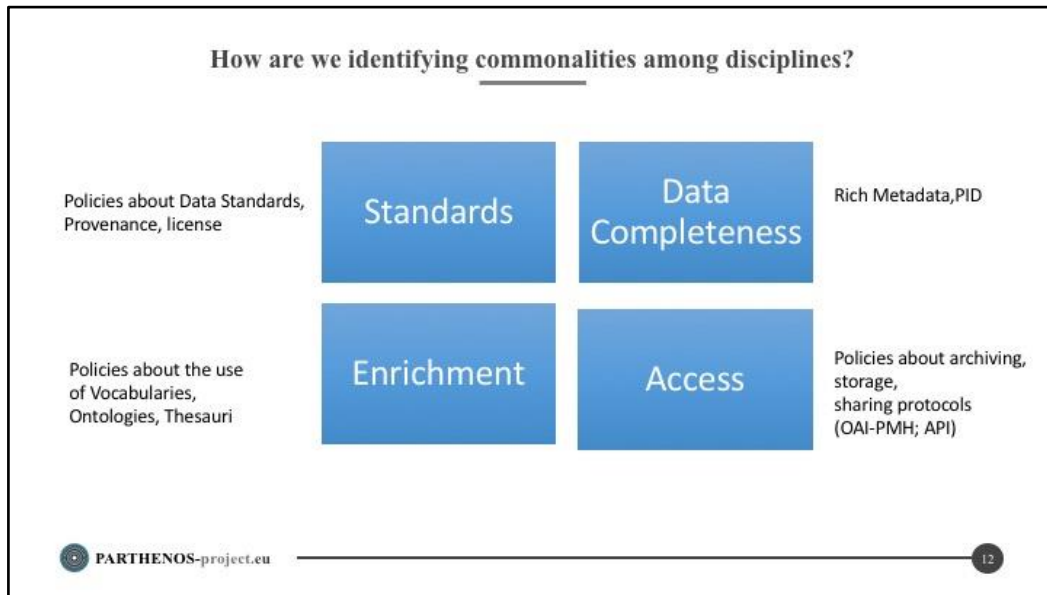 How are we identifying commonalities among disciplines?
Policies about Data Standards,
Provenance, license
Standards
Data
Completeness
Rich Metadata,PID
Policies about the use
of Vocabularies,
Ontologies, Thesauri
Enrichment
Access
Policies about archiving,
storage,
sharing protocols
(OAI-PMH; API)
PARTHENOS-project.eu
12